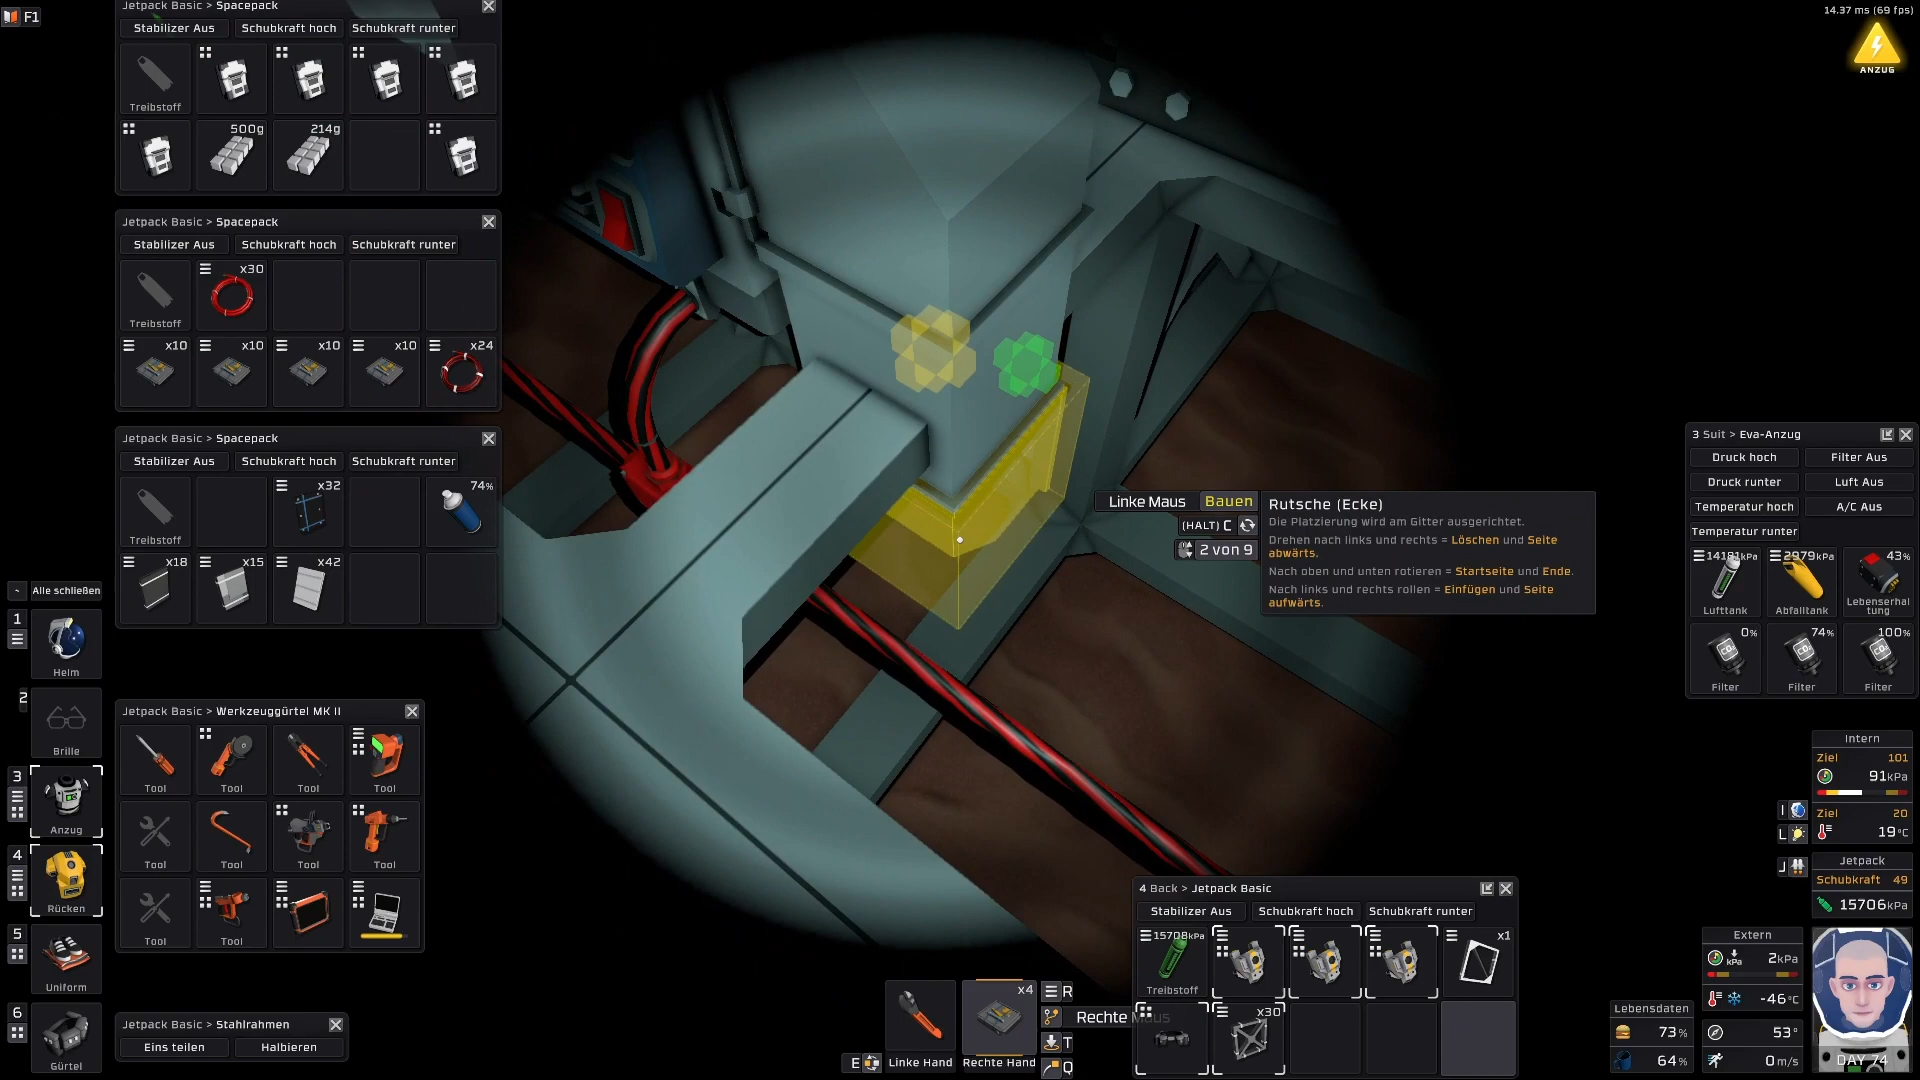 F1
14.37 ms (69 fps)
ANZUG
Jetpack Basic > Spacepack
Stabilizer Aus
Schubkraft hoch
Schubkraft runter
Treibstoff
500g
214g
Jetpack Basic > Spacepack
Stabilizer Aus
Schubkraft hoch
Schubkraft runter
x30
Treibstoff
x10
x10
x10
x10
x24
Jetpack Basic > Spacepack
Stabilizer Aus
Schubkraft hoch
Schubkraft runter
x32
74%
Treibstoff
x18
x15
x42
~
Alle schließen
1
Helm
2
Brille
3
Anzug
4
Rücken
5
Uniform
6
Gürtel
Jetpack Basic > Werkzeuggürtel MK II
Tool
Tool
Tool
Tool
Tool
Tool
Tool
Tool
Tool
Tool
Jetpack Basic > Stahlrahmen
Eins teilen
Halbieren
Linke Maus
Bauen
(HALT) C
2 von 9
Rutsche (Ecke)
Die Platzierung wird am Gitter ausgerichtet.
Drehen nach links und rechts = Löschen und Seite
abwärts.
Nach oben und unten rotieren = Startseite und Ende.
Nach links und rechts rollen = Einfügen und Seite
aufwärts.
3 Suit > Eva-Anzug
Druck hoch
Filter Aus
Druck runter
Luft Aus
Temperatur hoch
A/C Aus
Temperatur runter
14181kPa
2979kPa
43%
Lufttank
Abfalltank
Lebenserhaltung
0%
74%
100%
Filter
Filter
Filter
Intern
Ziel 101
91kPa
I
Ziel 20
L
19°C
J
Jetpack
Schubkraft 49
15706kPa
Extern
kPa
2kPa
-46°C
Lebensdaten
73%
53°
64%
0m/s
DAY 74
x4
R
Rechte Maus
T
E
Linke Hand
Rechte Hand
Q
4 Back > Jetpack Basic
Stabilizer Aus
Schubkraft hoch
Schubkraft runter
15708kPa
x1
Treibstoff
x30